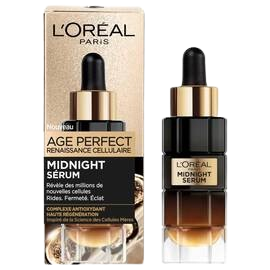 L'ORÉAL
PARIS
Nouveau
AGE PERFECT
RENAISSANCE CELLULAIRE
MIDNIGHT
SÉRUM
Révèle des millions de
nouvelles cellules
Rides. Fermeté. Éclat
COMPLEXE ANTIOXYDANT
HAUTE RÉGÉNÉRATION
Inspiré de la Science des Cellules Mères
L'ORÉAL
PARIS
MIDNIGHT
SERUM